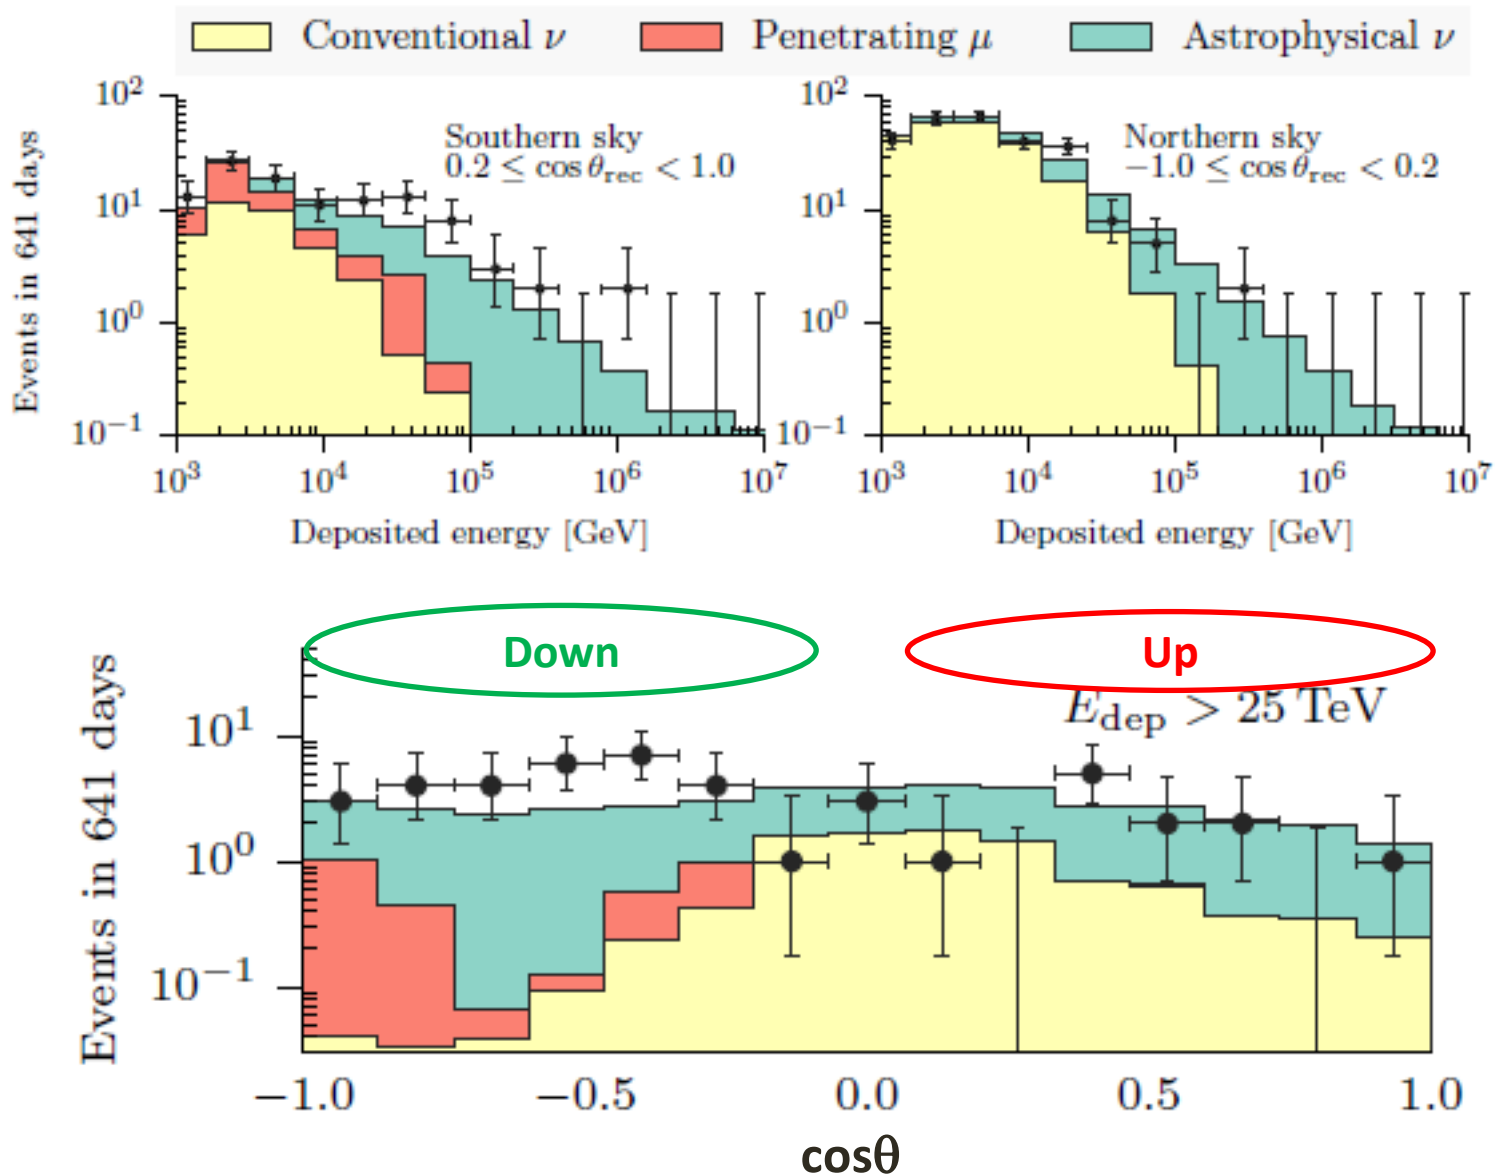 Conventional ν Penetrating μ Astrophysical ν
Events in 641 days
10² 10¹ 10⁰ 10⁻¹
Southern sky
0.2 ≤ cos θrec < 1.0
10³ 10⁴ 10⁵ 10⁶ 10⁷
Deposited energy [GeV]
10² 10¹ 10⁰ 10⁻¹
Northern sky
−1.0 ≤ cos θrec < 0.2
10³ 10⁴ 10⁵ 10⁶ 10⁷
Deposited energy [GeV]
Down Up
Edep > 25 TeV
Events in 641 days
10¹ 10⁰ 10⁻¹
−1.0 −0.5 0.0 0.5 1.0
cosθ